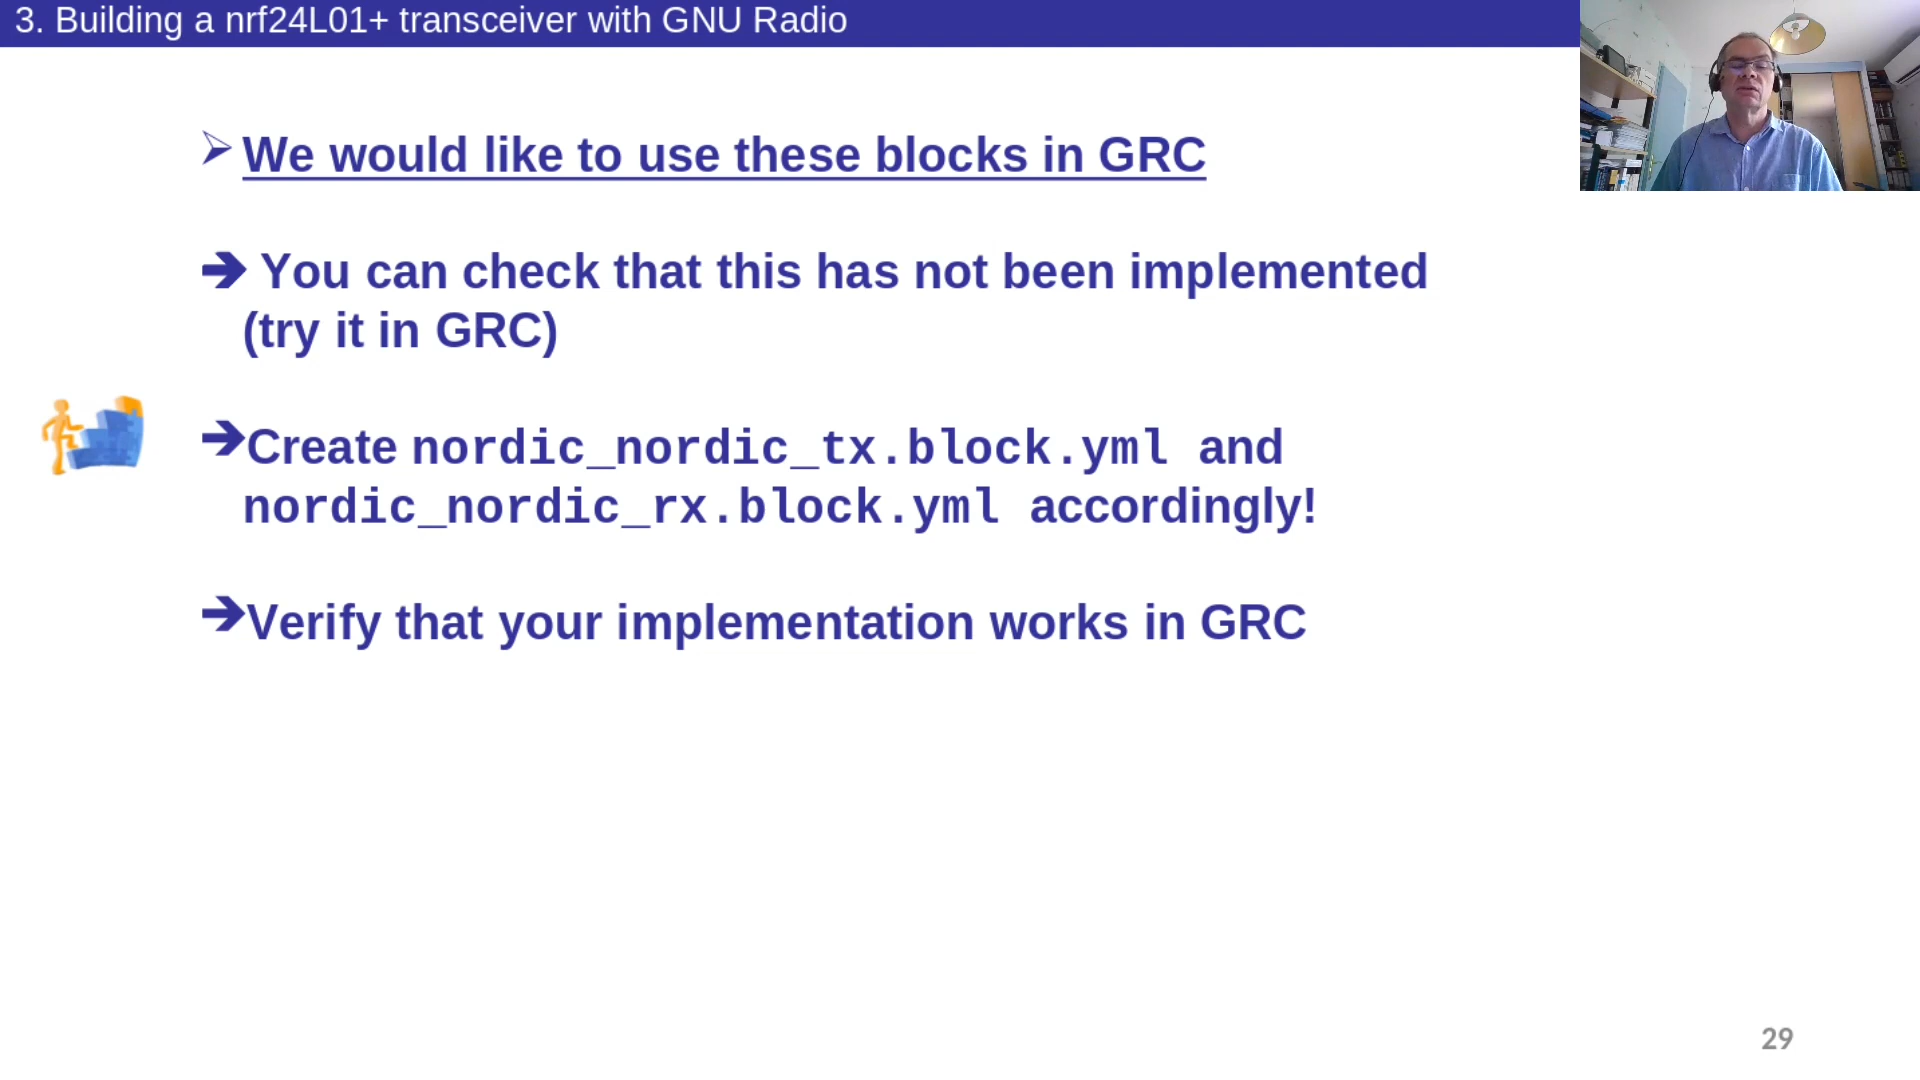 3. Building a nrf24L01+ transceiver with GNU Radio
We would like to use these blocks in GRC
You can check that this has not been implemented
(try it in GRC)
Create nordic_nordic_tx.block.yml and
nordic_nordic_rx.block.yml accordingly!
Verify that your implementation works in GRC
29